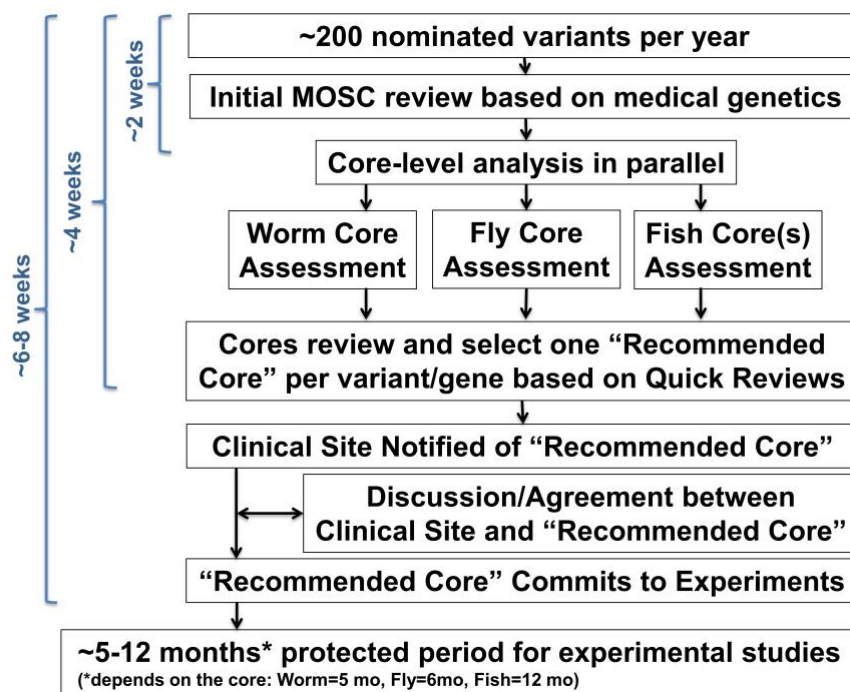 ~200 nominated variants per year
Initial MOSC review based on medical genetics
Core-level analysis in parallel
Worm Core
Assessment
Fly Core
Assessment
Fish Core(s)
Assessment
Cores review and select one “Recommended
Core” per variant/gene based on Quick Reviews
Clinical Site Notified of “Recommended Core”
Discussion/Agreement between
Clinical Site and “Recommended Core”
“Recommended Core” Commits to Experiments
~5-12 months* protected period for experimental studies
(*depends on the core: Worm=5 mo, Fly=6mo, Fish=12 mo)
~2 weeks
~4 weeks
~6-8 weeks